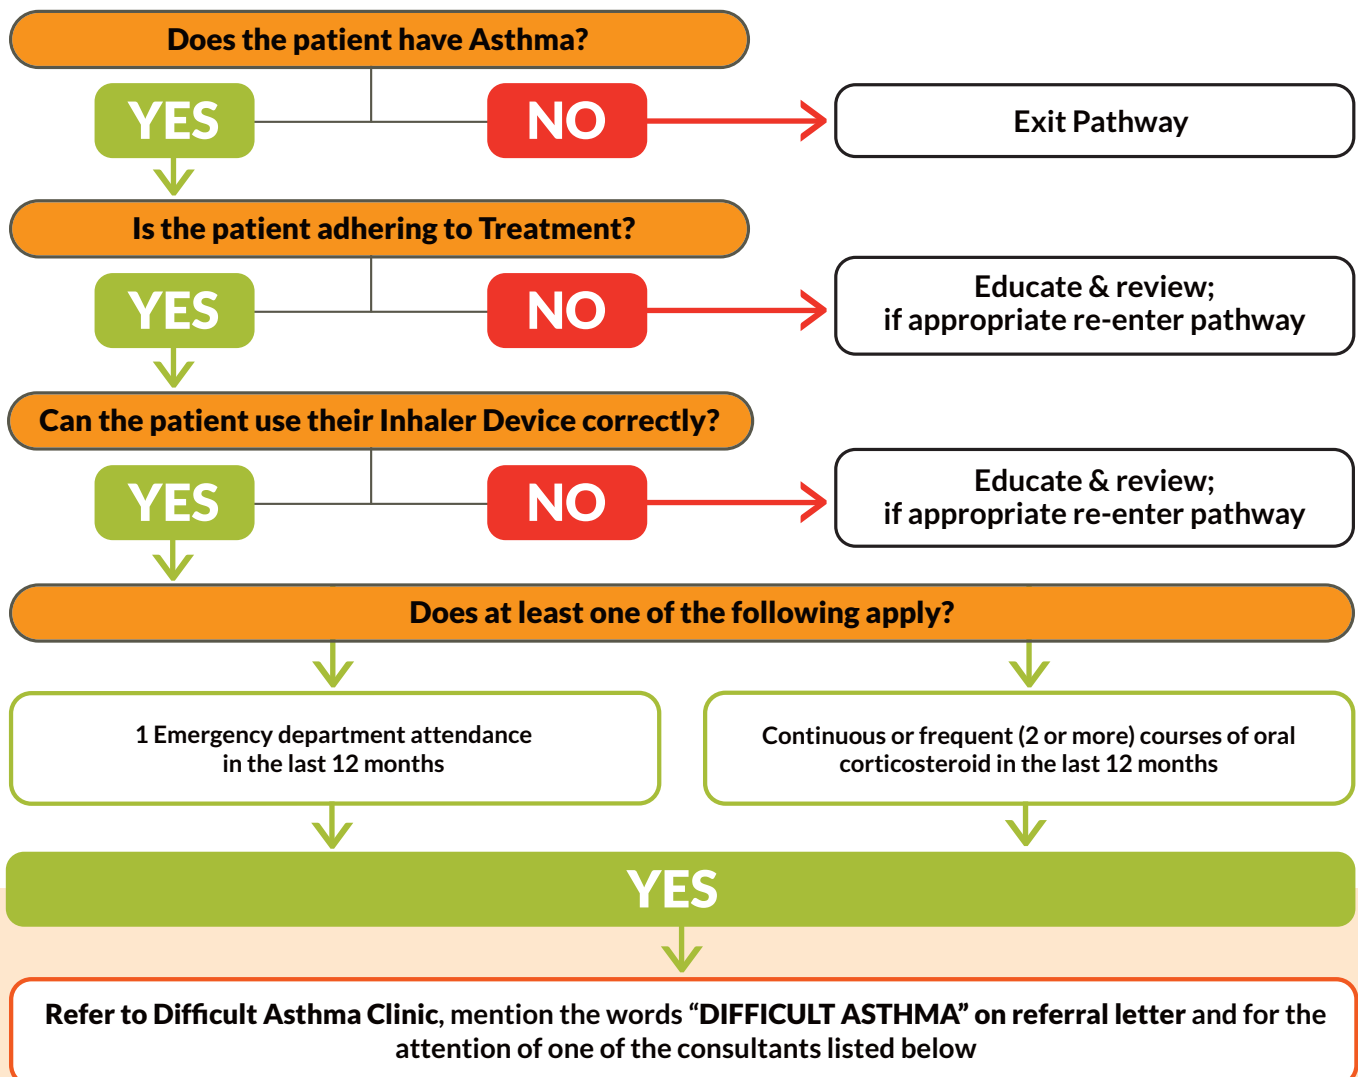 Does the patient have Asthma?
YES
NO
Exit Pathway
Is the patient adhering to Treatment?
YES
NO
Educate & review;
if appropriate re-enter pathway
Can the patient use their Inhaler Device correctly?
YES
NO
Educate & review;
if appropriate re-enter pathway
Does at least one of the following apply?
1 Emergency department attendance
in the last 12 months
Continuous or frequent (2 or more) courses of oral
corticosteroid in the last 12 months
YES
Refer to Difficult Asthma Clinic, mention the words “DIFFICULT ASTHMA” on referral letter and for the
attention of one of the consultants listed below